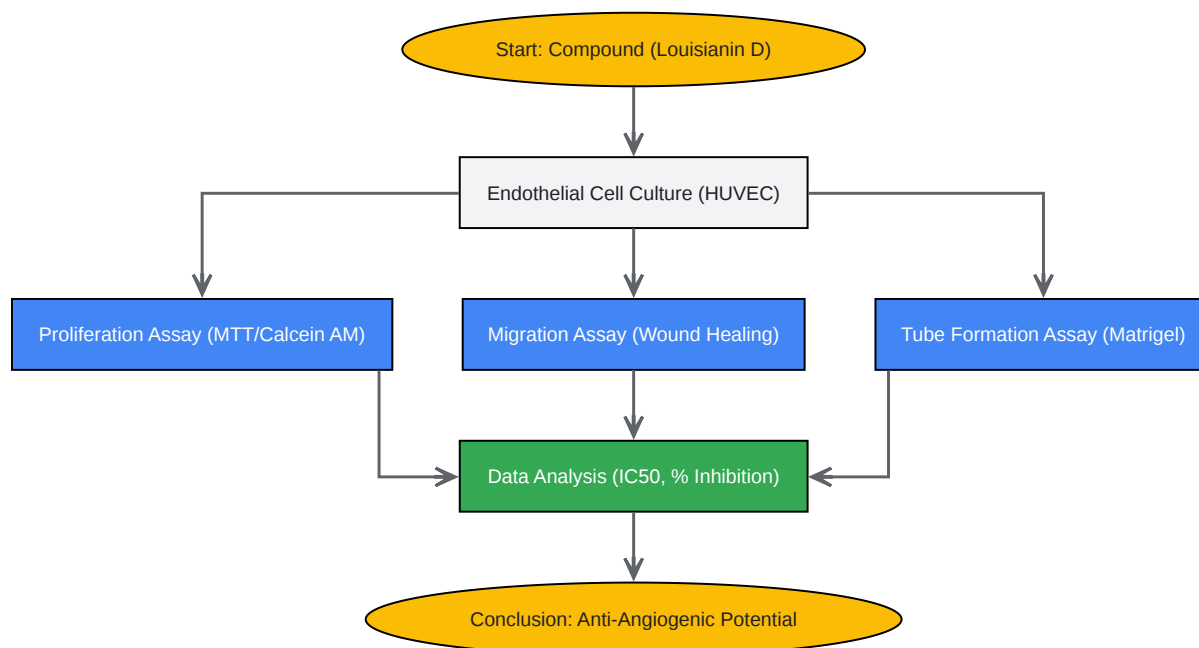 Start: Compound (Louisianin D)
Endothelial Cell Culture (HUVEC)
Proliferation Assay (MTT/Calcein AM)
Migration Assay (Wound Healing)
Tube Formation Assay (Matrigel)
Data Analysis (IC50, % Inhibition)
Conclusion: Anti-Angiogenic Potential